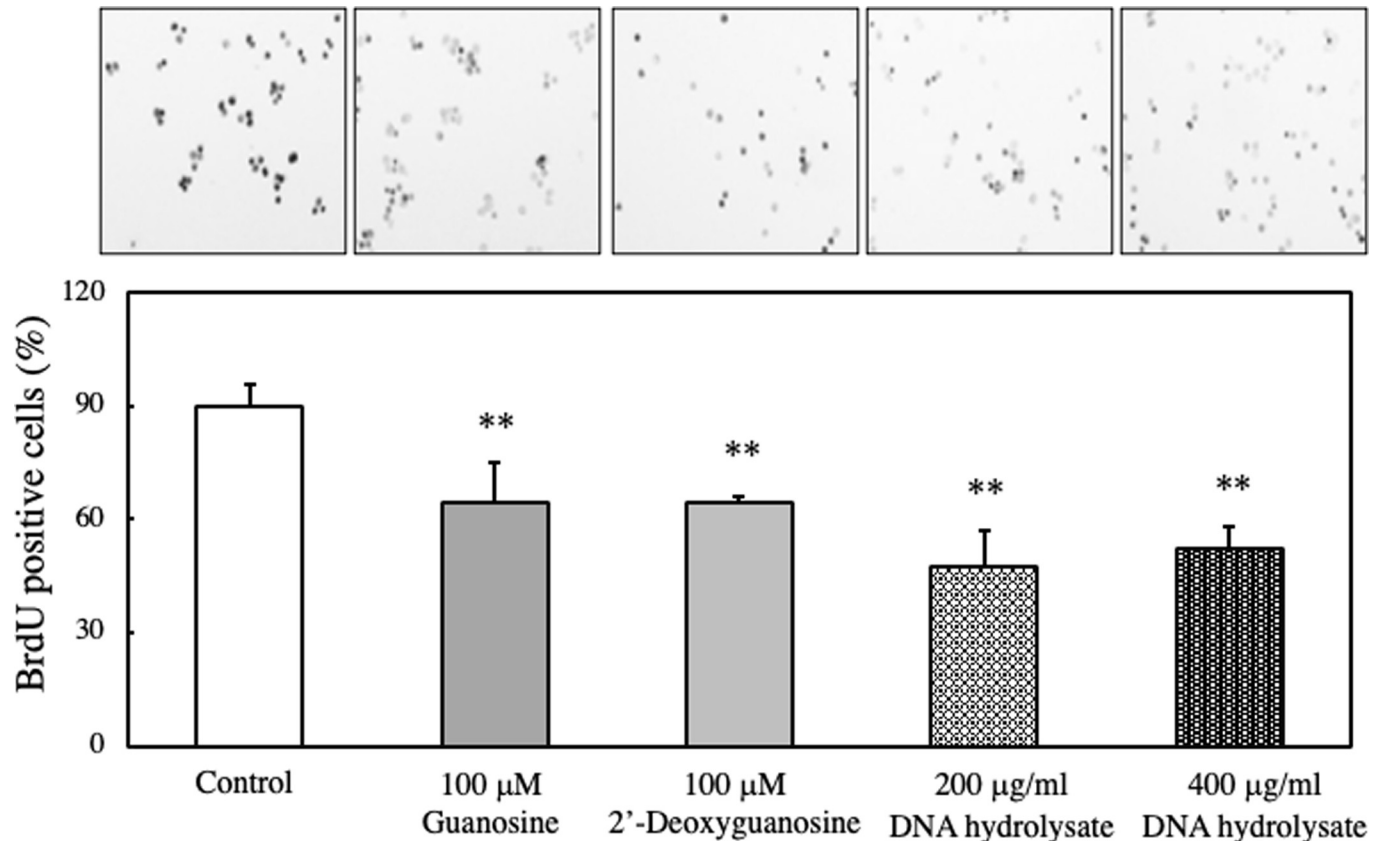 120
90
60
30
0
BrdU positive cells (%)
**
**
**
**
Control
100 μM
Guanosine
100 μM
2’-Deoxyguanosine
200 μg/ml
DNA hydrolysate
400 μg/ml
DNA hydrolysate